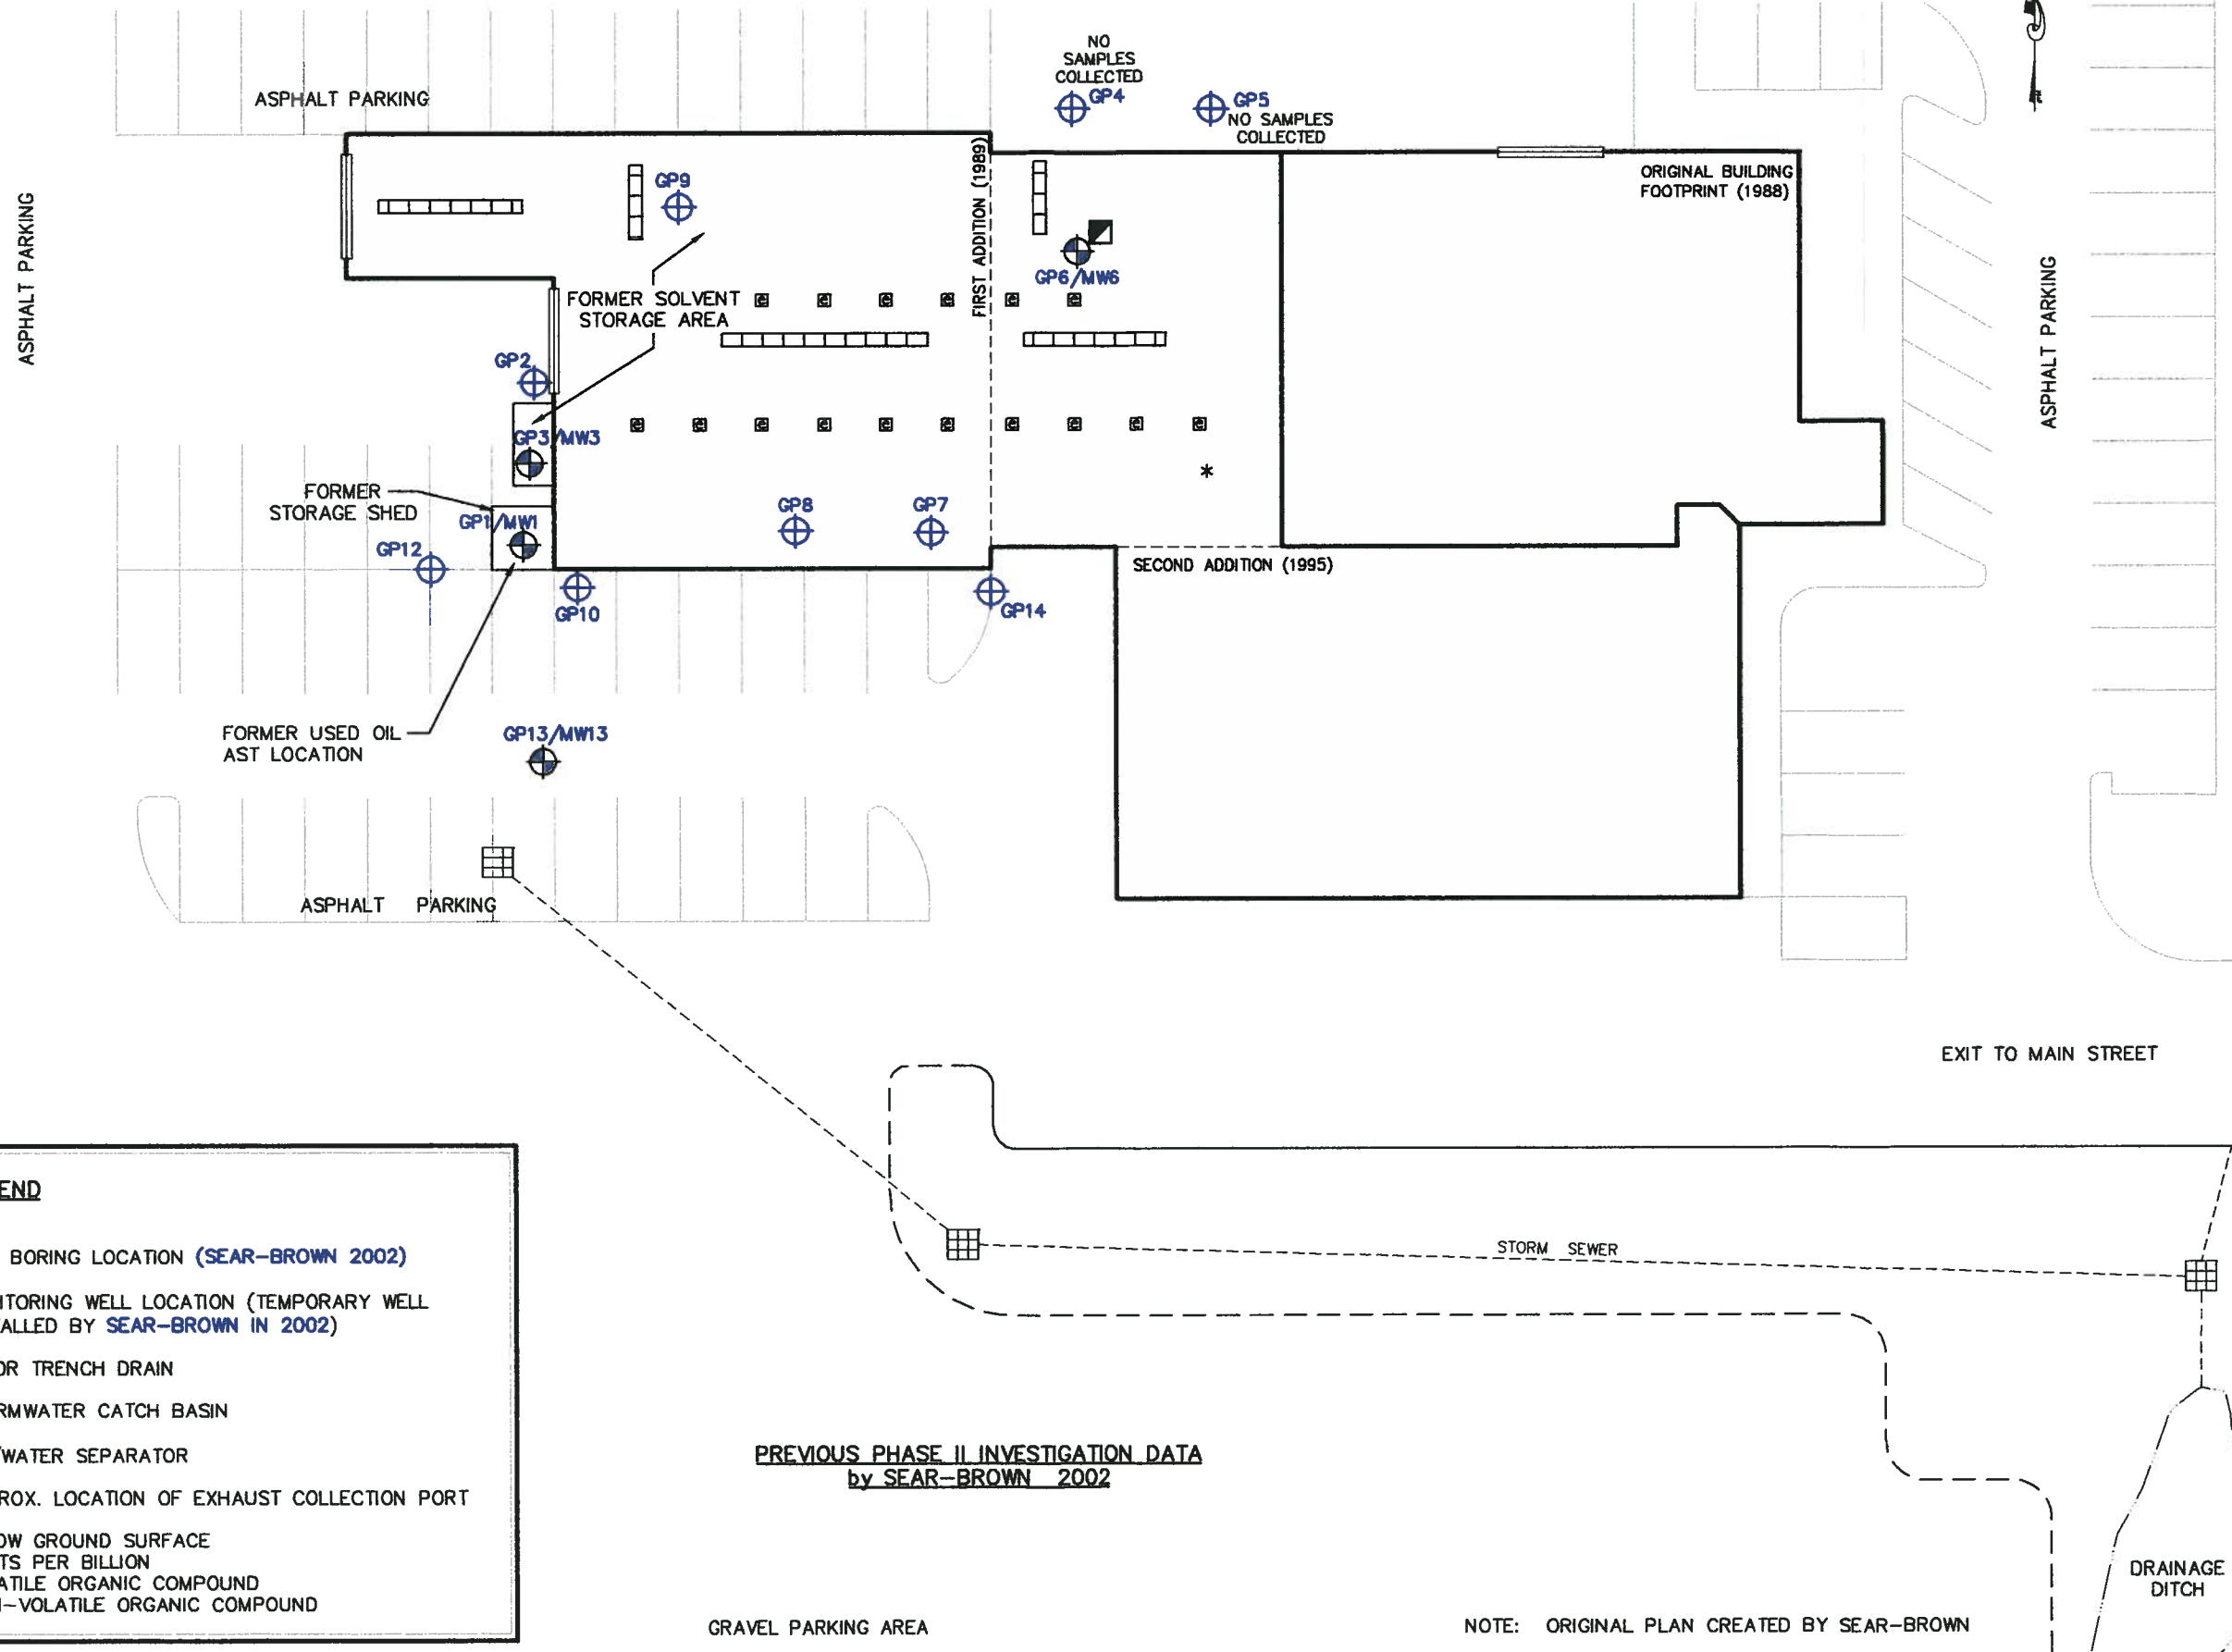 NO
SAMPLES
COLLECTED
GP4
GP5
NO SAMPLES
COLLECTED
ASPHALT PARKING
ASPHALT PARKING
GP9
FIRST ADDITION (1989)
ORIGINAL BUILDING
FOOTPRINT (1988)
GP6/MW6
ASPHALT PARKING
FORMER SOLVENT
STORAGE AREA
GP2
GP3/MW3
FORMER
STORAGE SHED
GP1/MW1
GP8
GP7
GP12
SECOND ADDITION (1995)
GP10
GP14
FORMER USED OIL
AST LOCATION
GP13/MW13
ASPHALT PARKING
EXIT TO MAIN STREET
END
BORING LOCATION (SEAR-BROWN 2002)
ITORING WELL LOCATION (TEMPORARY WELL
ALLED BY SEAR-BROWN IN 2002)
OR TRENCH DRAIN
RMWATER CATCH BASIN
/WATER SEPARATOR
ROX. LOCATION OF EXHAUST COLLECTION PORT
OW GROUND SURFACE
TS PER BILLION
ATILE ORGANIC COMPOUND
I-VOLATILE ORGANIC COMPOUND
STORM SEWER
PREVIOUS PHASE II INVESTIGATION DATA
by SEAR-BROWN 2002
DRAINAGE
DITCH
GRAVEL PARKING AREA
NOTE: ORIGINAL PLAN CREATED BY SEAR-BROWN